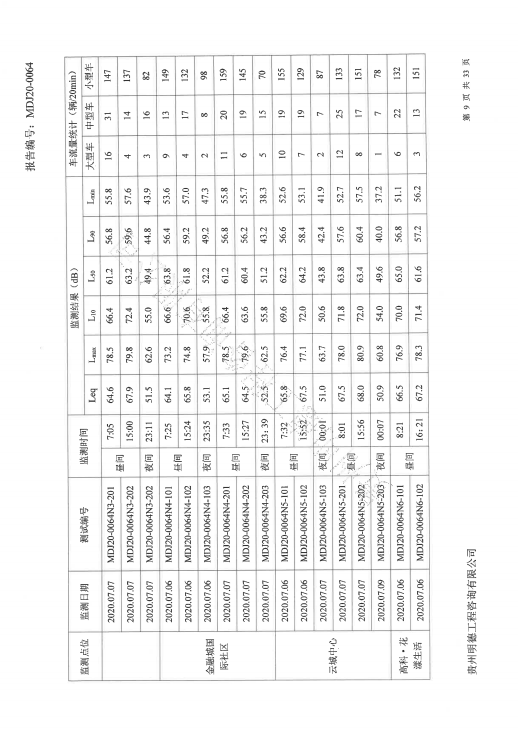 报告编号：MDJ20-0064
监测点位 监测日期 测试编号 监测时间 监测结果（dB） 车流量统计（辆/20min）
Leq Lmax L10 L50 L90 Lmin 大型车 中型车 小型车
2020.07.07 MDJ20-0064N3-201 昼间 7:05 64.6 78.5 66.4 61.2 56.8 55.8 16 31 147
2020.07.07 MDJ20-0064N3-202 15:00 67.9 79.8 72.4 63.2 59.6 57.6 4 14 137
2020.07.07 MDJ20-0064N3-202 夜间 23:11 51.5 62.6 55.0 49.4 44.8 43.9 3 16 82
金融城国际社区 2020.07.06 MDJ20-0064N4-101 昼间 7:25 64.1 73.2 66.6 63.8 56.4 53.6 9 13 149
2020.07.06 MDJ20-0064N4-102 15:24 65.8 74.8 70.6 61.8 59.2 57.0 4 17 132
2020.07.06 MDJ20-0064N4-103 夜间 23:35 53.1 57.9 55.8 52.2 49.2 47.3 2 8 98
2020.07.07 MDJ20-0064N4-201 昼间 7:33 65.1 78.5 66.4 61.2 56.8 55.8 11 20 159
2020.07.07 MDJ20-0064N4-202 15:27 64.5 79.6 63.6 60.4 56.2 55.7 6 19 145
2020.07.07 MDJ20-0064N4-203 夜间 23:39 52.5 62.5 55.8 51.2 43.2 38.3 5 15 70
云城中心 2020.07.06 MDJ20-0064N5-101 昼间 7:32 65.8 76.4 69.6 62.2 56.6 52.6 10 19 155
2020.07.06 MDJ20-0064N5-102 15:52 67.5 77.1 72.0 64.2 58.4 53.1 7 19 129
2020.07.07 MDJ20-0064N5-103 夜间 00:01 51.0 63.7 50.6 43.8 42.4 41.9 2 7 87
2020.07.07 MDJ20-0064N5-201 昼间 8:01 67.5 78.0 71.8 63.8 57.6 52.7 12 25 133
2020.07.07 MDJ20-0064N5-202 15:56 68.0 80.9 72.0 63.4 60.4 57.5 8 17 151
2020.07.09 MDJ20-0064N5-203 夜间 00:07 50.9 60.8 54.0 49.6 40.0 37.2 1 7 78
高科·花漾生活 2020.07.06 MDJ20-0064N6-101 昼间 8:21 66.5 76.9 70.0 65.0 56.8 51.1 6 22 132
2020.07.06 MDJ20-0064N6-102 16:21 67.2 78.3 71.4 61.6 57.2 56.2 3 13 151
贵州明德工程咨询有限公司
第 9 页 共 33 页